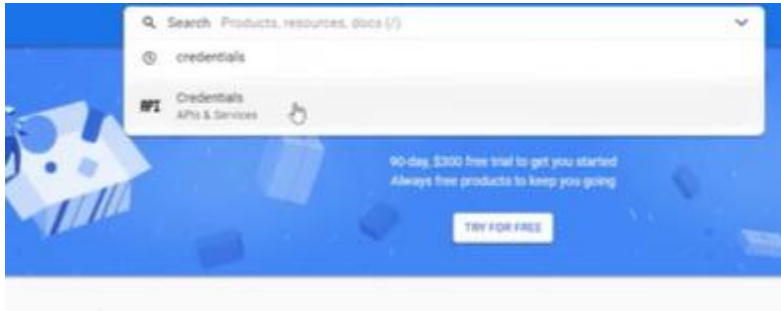 Search Products, resources, docs (/)
credentials
API Credentials
APIs & Services
90-day, $300 free trial to get you started
Always free products to keep you going
TRY FOR FREE